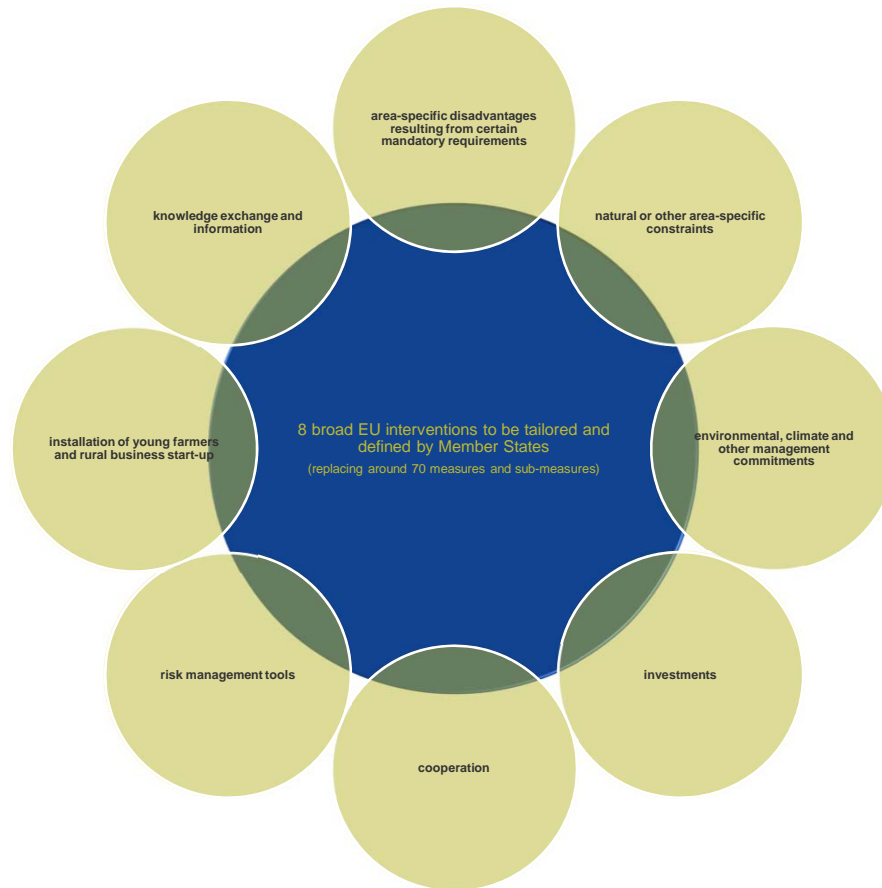 area-specific disadvantages
resulting from certain
mandatory requirements
knowledge exchange and
information
natural or other area-specific
constraints
8 broad EU interventions to be tailored and
defined by Member States
(replacing around 70 measures and sub-measures)
installation of young farmers
and rural business start-up
environmental, climate and
other management
commitments
risk management tools
investments
cooperation